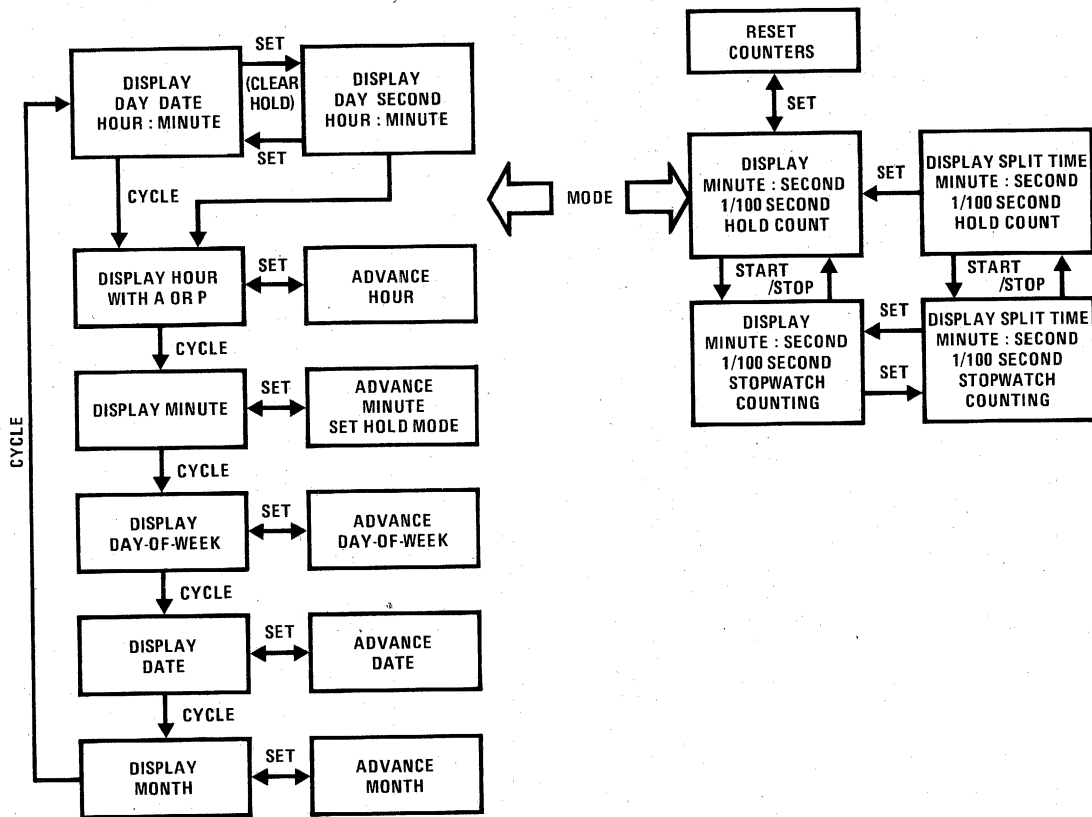 SET
DISPLAY
DAY DATE
HOUR : MINUTE
(CLEAR
HOLD)
DISPLAY
DAY SECOND
HOUR : MINUTE
SET
CYCLE
DISPLAY HOUR
WITH A OR P
SET
ADVANCE
HOUR
CYCLE
DISPLAY MINUTE
SET
ADVANCE
MINUTE
SET HOLD MODE
CYCLE
DISPLAY
DAY-OF-WEEK
SET
ADVANCE
DAY-OF-WEEK
CYCLE
DISPLAY
DATE
SET
ADVANCE
DATE
CYCLE
DISPLAY
MONTH
SET
ADVANCE
MONTH
CYCLE
MODE
RESET
COUNTERS
SET
DISPLAY
MINUTE : SECOND
1/100 SECOND
HOLD COUNT
SET
DISPLAY SPLIT TIME
MINUTE : SECOND
1/100 SECOND
HOLD COUNT
START
/STOP
START
/STOP
DISPLAY
MINUTE : SECOND
1/100 SECOND
STOPWATCH
COUNTING
SET
SET
DISPLAY SPLIT TIME
MINUTE : SECOND
1/100 SECOND
STOPWATCH
COUNTING